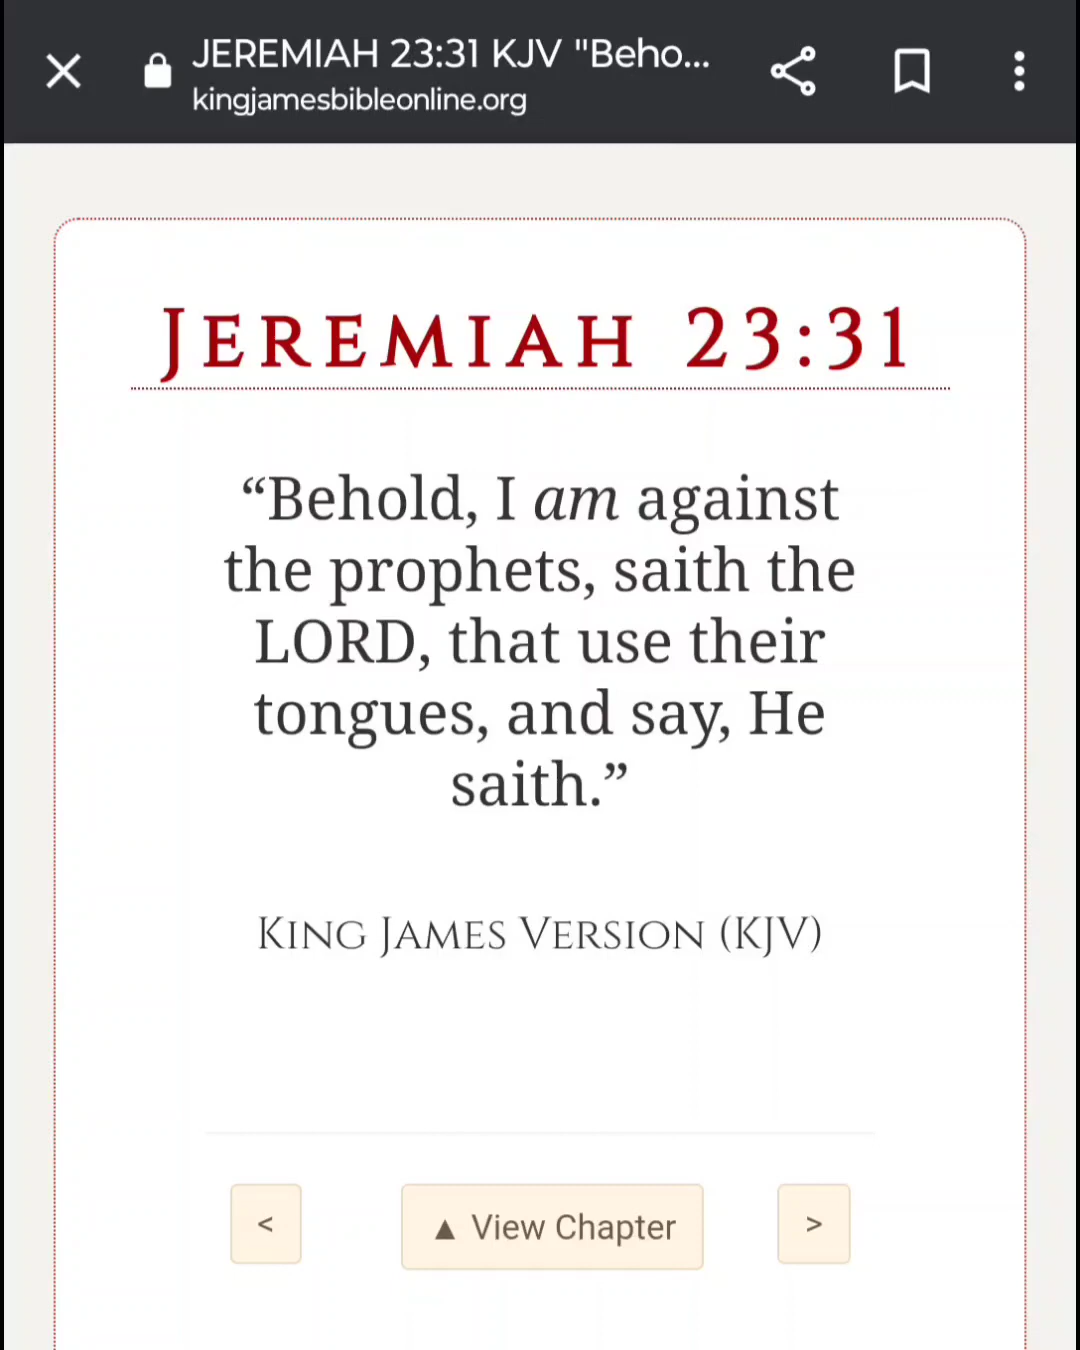 JEREMIAH 23:31 KJV "Beho...
kingjamesbibleonline.org
JEREMIAH 23:31
“Behold, I am against
the prophets, saith the
LORD, that use their
tongues, and say, He
saith.”
KING JAMES VERSION (KJV)
<
▲ View Chapter
>